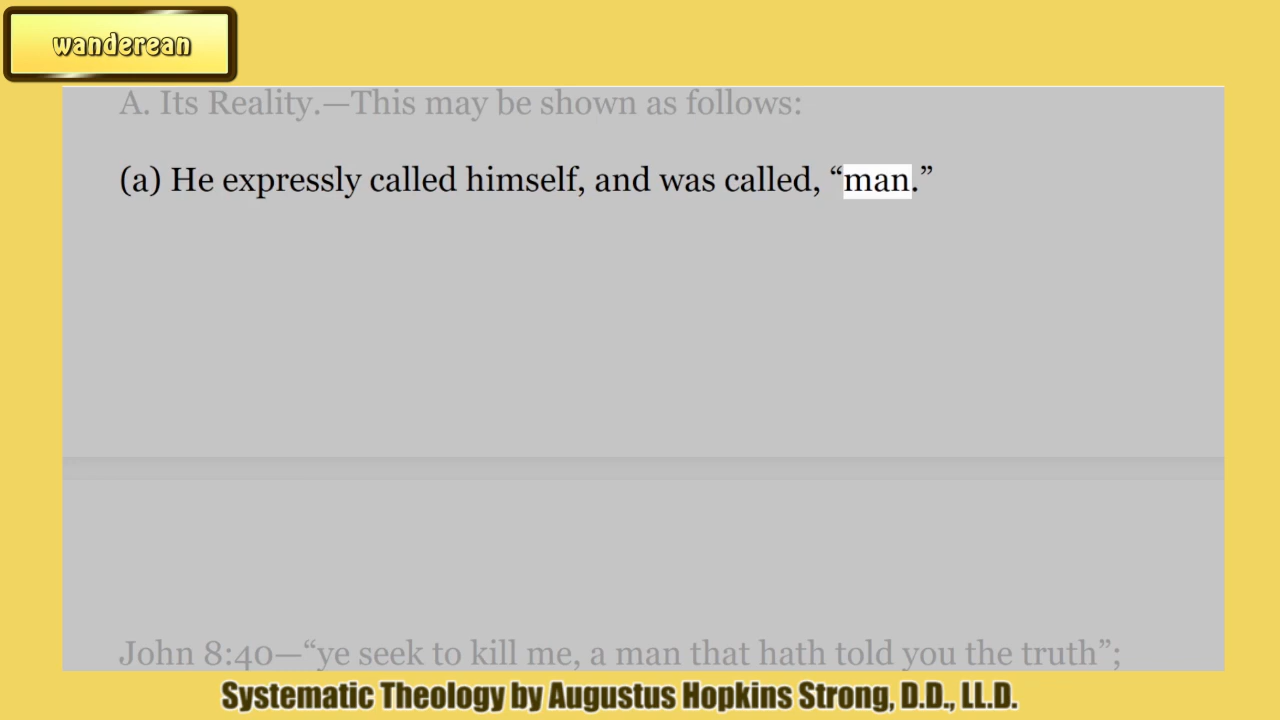 wanderean
A. Its Reality.—This may be shown as follows:
(a) He expressly called himself, and was called, “man.”
John 8:40—“ye seek to kill me, a man that hath told you the truth”;
Systematic Theology by Augustus Hopkins Strong, D.D., LL.D.